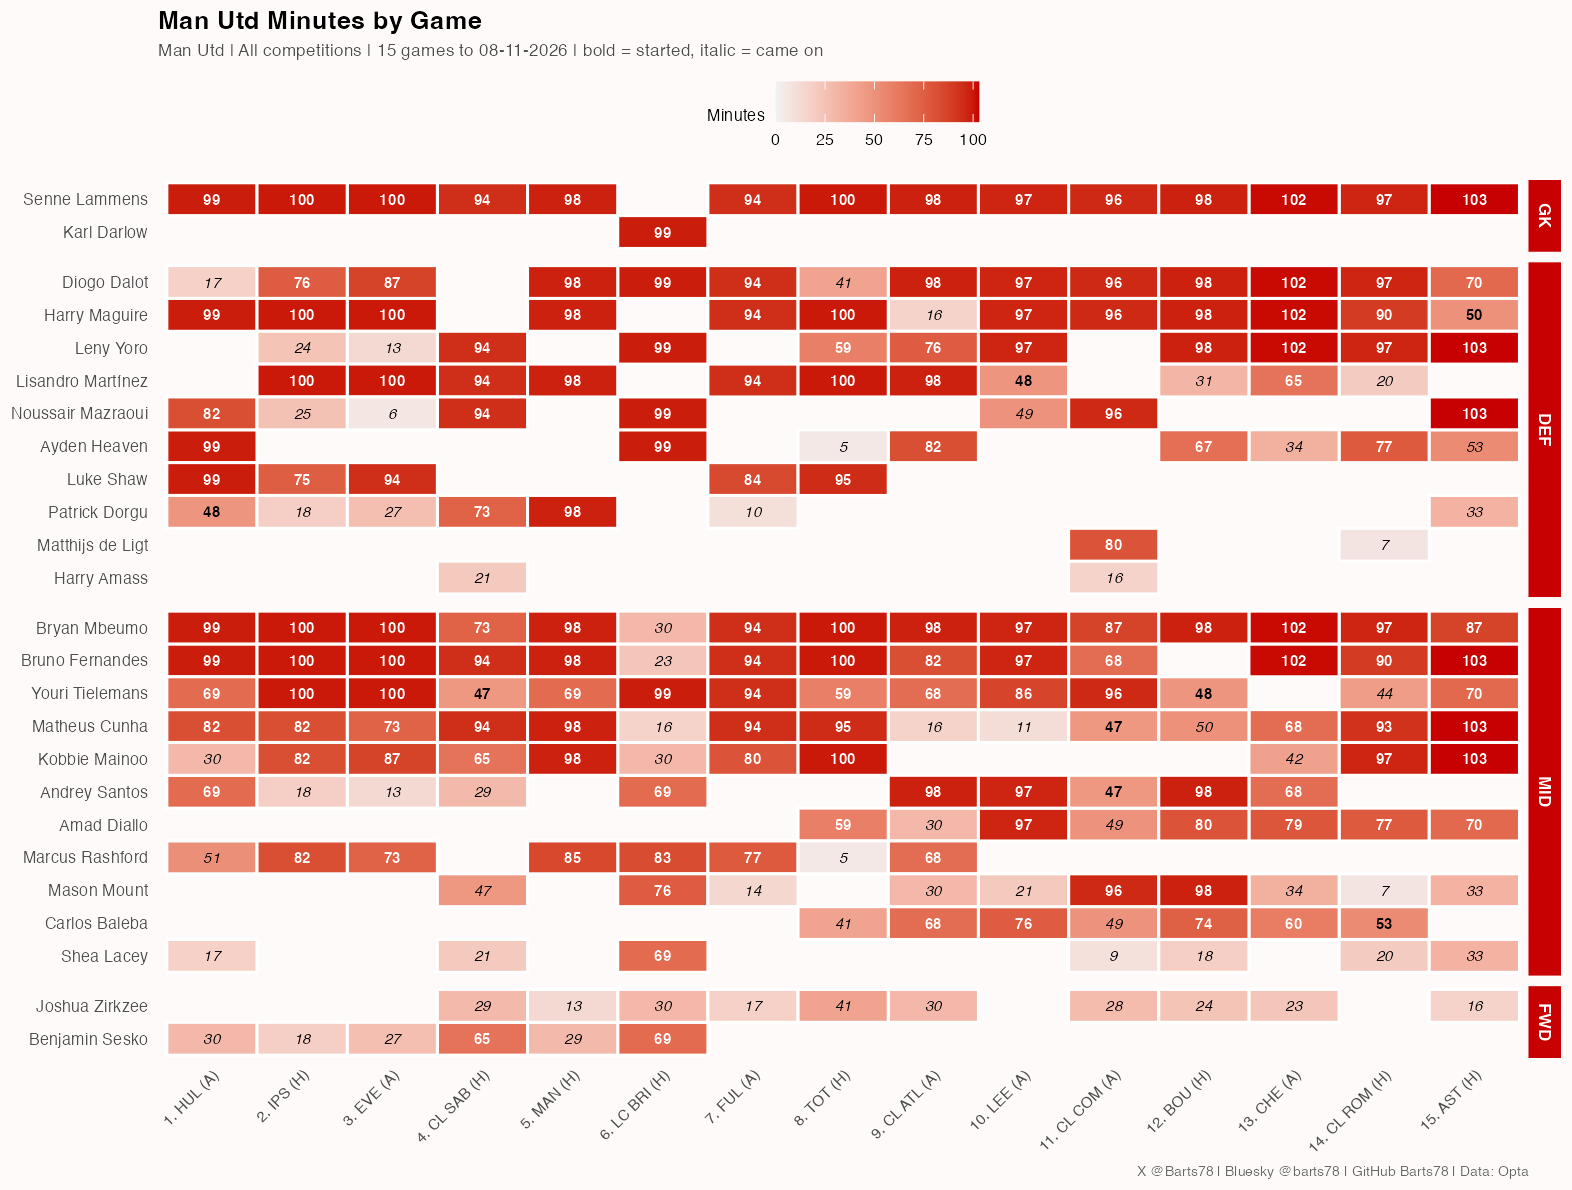 Man Utd Minutes by Game
Man Utd | All competitions | 15 games to 08-11-2026 | bold = started, italic = came on
Minutes
0 25 50 75 100
Senne Lammens 99 100 100 94 98 94 100 98 97 96 98 102 97 103
Karl Darlow 99
GK
Diogo Dalot 17 76 87 98 99 94 41 98 97 96 98 102 97 70
Harry Maguire 99 100 100 98 94 100 16 97 96 98 102 90 50
Leny Yoro 24 13 94 99 59 76 97 98 102 97 103
Lisandro Martínez 100 100 94 98 94 100 98 48 31 65 20
Noussair Mazraoui 82 25 6 94 99 49 96 103
Ayden Heaven 99 99 5 82 67 34 77 53
Luke Shaw 99 75 94 84 95
Patrick Dorgu 48 18 27 73 98 10 33
Matthijs de Ligt 80 7
Harry Amass 21 16
DEF
Bryan Mbeumo 99 100 100 73 98 30 94 100 98 97 87 98 102 97 87
Bruno Fernandes 99 100 100 94 98 23 94 100 82 97 68 102 90 103
Youri Tielemans 69 100 100 47 69 99 94 59 68 86 96 48 44 70
Matheus Cunha 82 82 73 94 98 16 94 95 16 11 47 50 68 93 103
Kobbie Mainoo 30 82 87 65 98 30 80 100 42 97 103
Andrey Santos 69 18 13 29 69 98 97 47 98 68
Amad Diallo 59 30 97 49 80 79 77 70
Marcus Rashford 51 82 73 85 83 77 5 68
Mason Mount 47 76 14 30 21 96 98 34 7 33
Carlos Baleba 41 68 76 49 74 60 53
Shea Lacey 17 21 69 9 18 20 33
MID
Joshua Zirkzee 29 13 30 17 41 30 28 24 23 16
Benjamin Sesko 30 18 27 65 29 69
FWD
1. HUL (A)
2. IPS (H)
3. EVE (A)
4. CL SAB (H)
5. MAN (H)
6. LC BRI (H)
7. FUL (A)
8. TOT (H)
9. CL ATL (A)
10. LEE (A)
11. CL COM (A)
12. BOU (H)
13. CHE (A)
14. CL ROM (H)
15. AST (H)
X @Barts78 | Bluesky @barts78 | GitHub Barts78 | Data: Opta